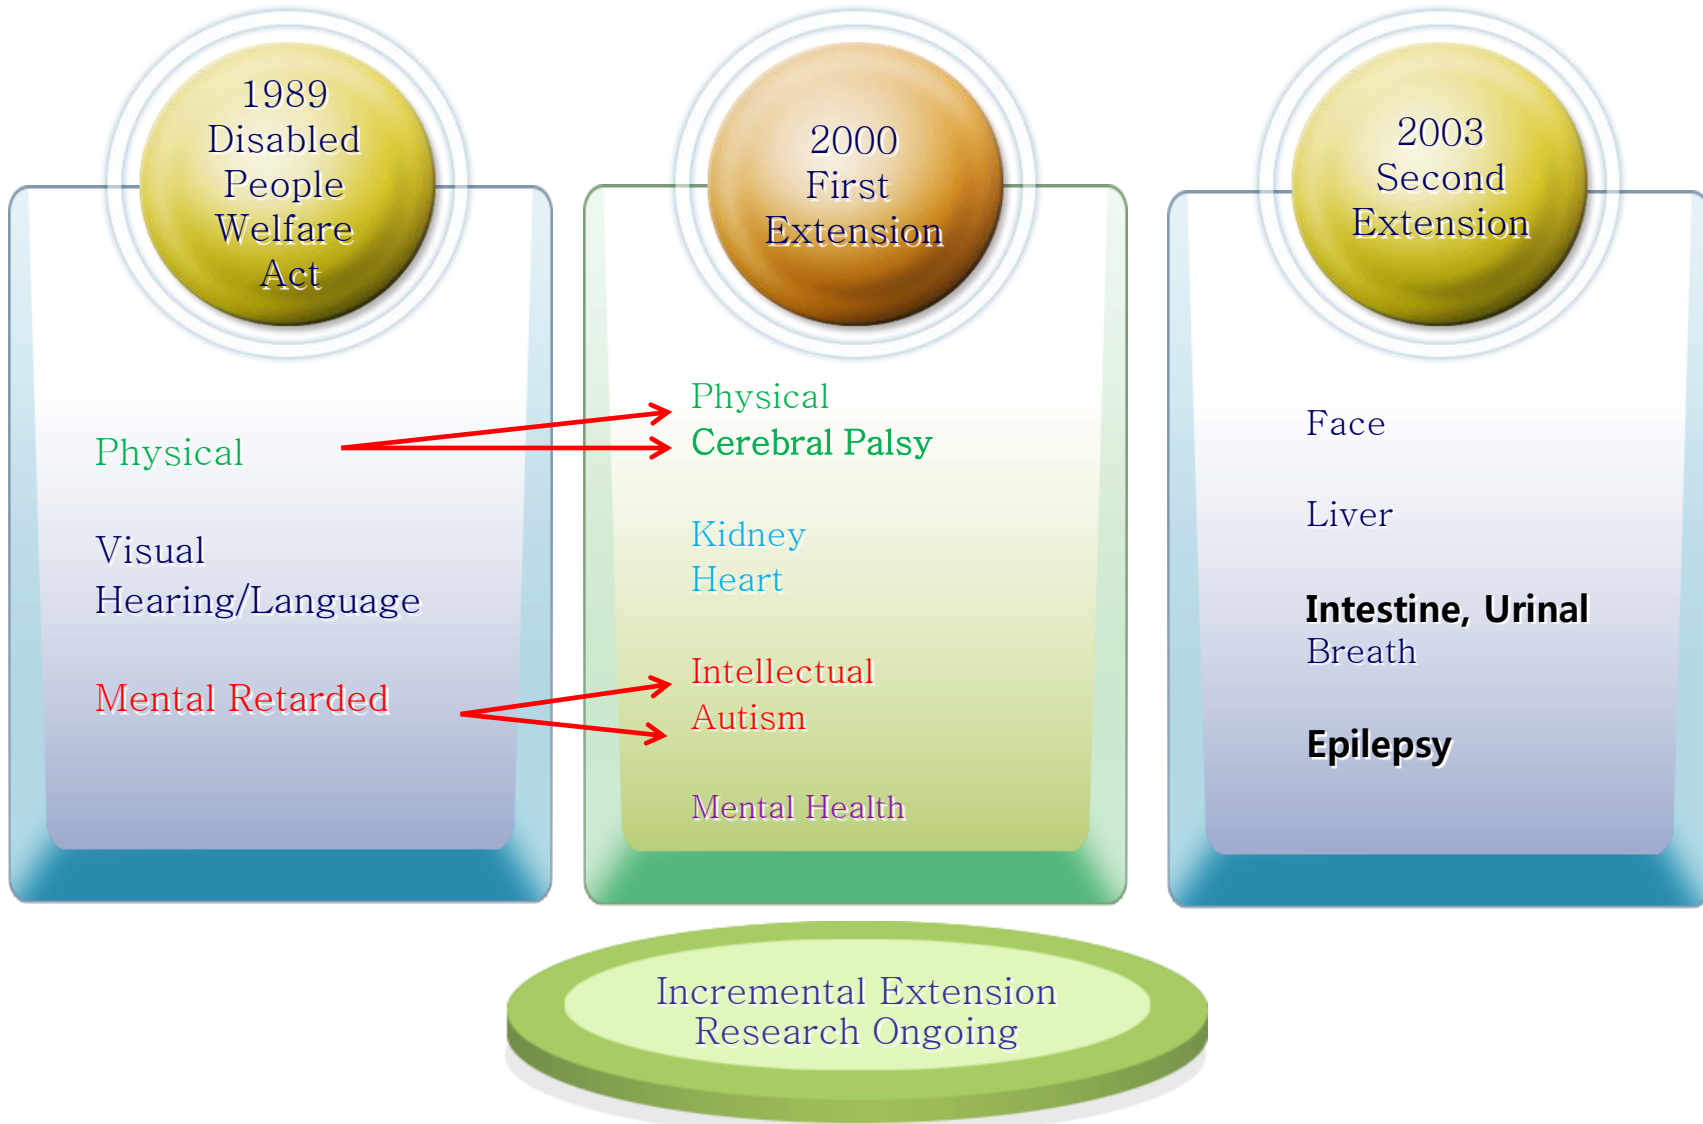 1989
Disabled
People
Welfare
Act
Physical
Visual
Hearing/Language
Mental Retarded
2000
First
Extension
Physical
Cerebral Palsy
Kidney
Heart
Intellectual
Autism
Mental Health
2003
Second
Extension
Face
Liver
Intestine, Urinal
Breath
Epilepsy
Incremental Extension
Research Ongoing